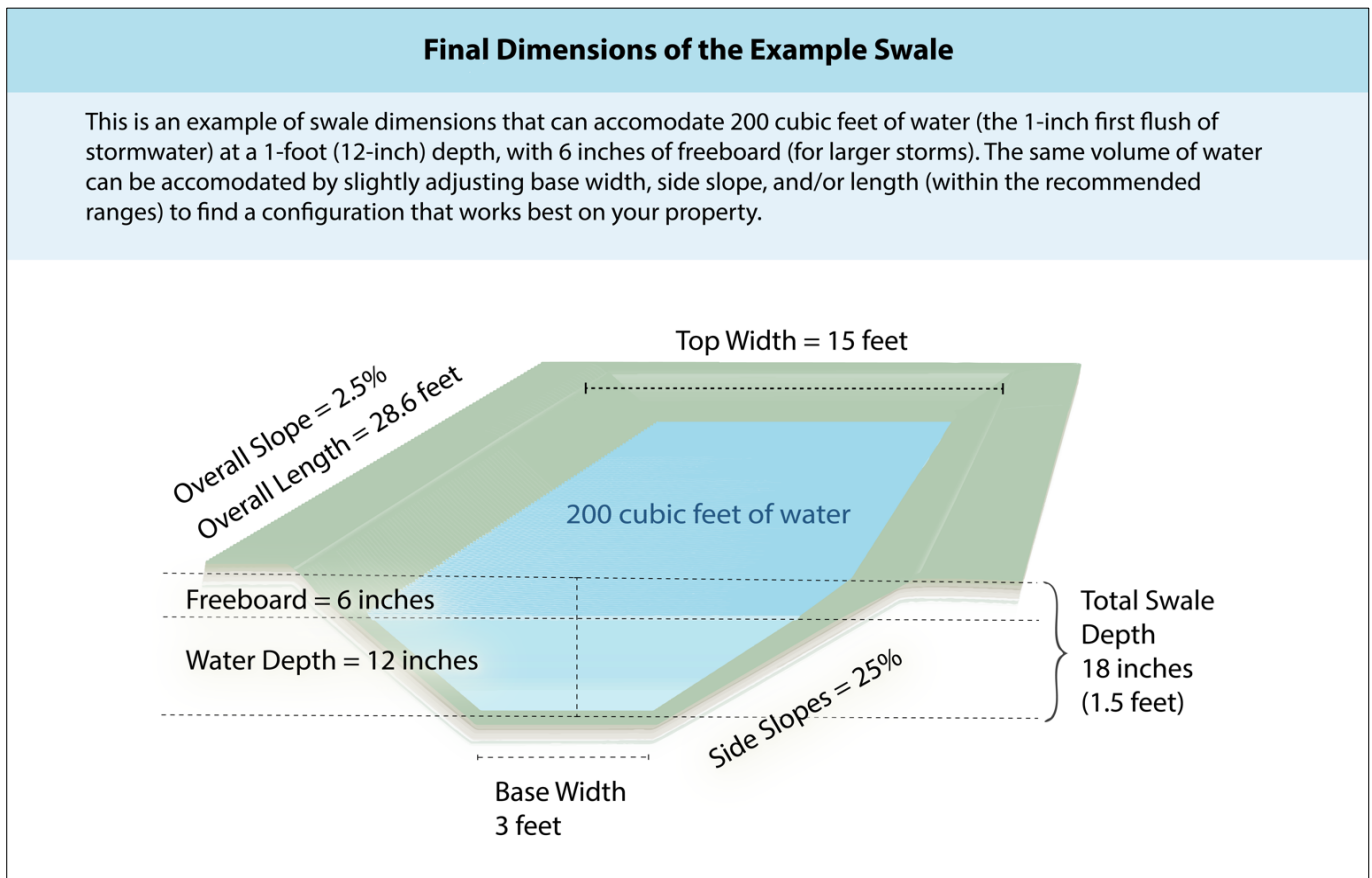 Final Dimensions of the Example Swale
This is an example of swale dimensions that can accomodate 200 cubic feet of water (the 1-inch first flush of
stormwater) at a 1-foot (12-inch) depth, with 6 inches of freeboard (for larger storms). The same volume of water
can be accomodated by slightly adjusting base width, side slope, and/or length (within the recommended
ranges) to find a configuration that works best on your property.
Top Width = 15 feet
Overall Slope = 2.5%
Overall Length = 28.6 feet
200 cubic feet of water
Freeboard = 6 inches
Water Depth = 12 inches
Total Swale
Depth
18 inches
(1.5 feet)
Side Slopes = 25%
Base Width
3 feet